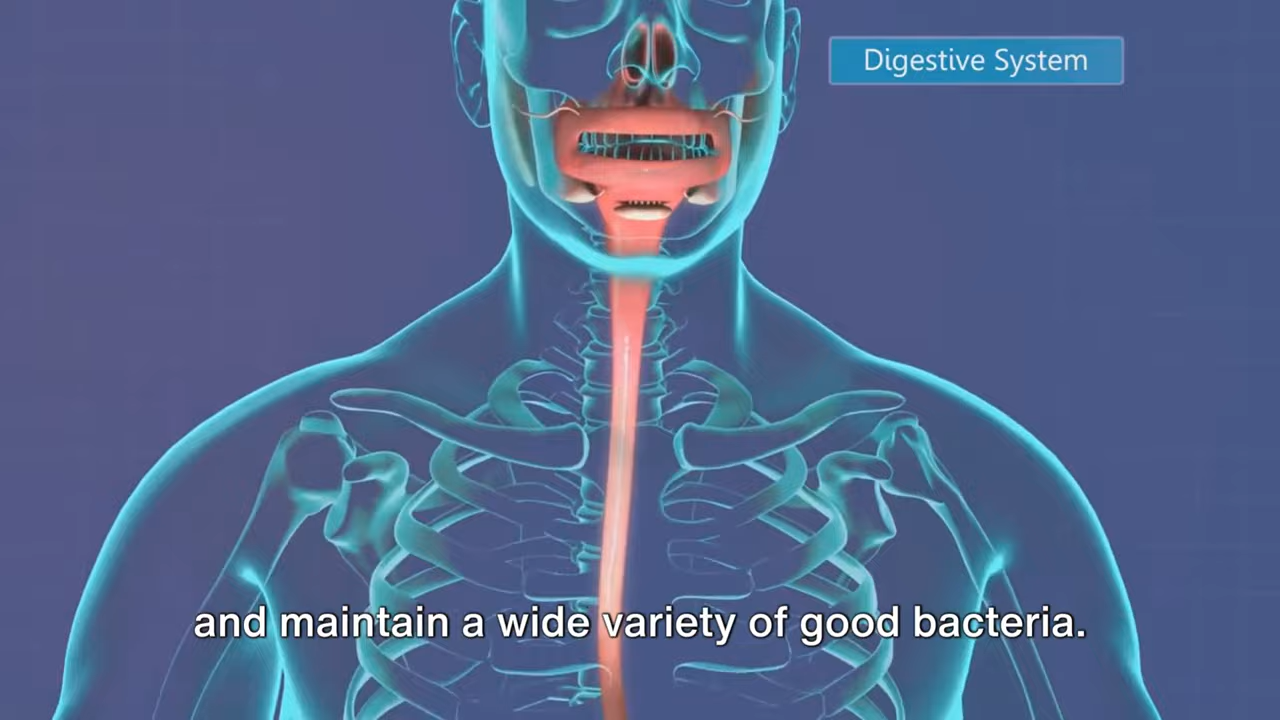 Digestive System
and maintain a wide variety of good bacteria.